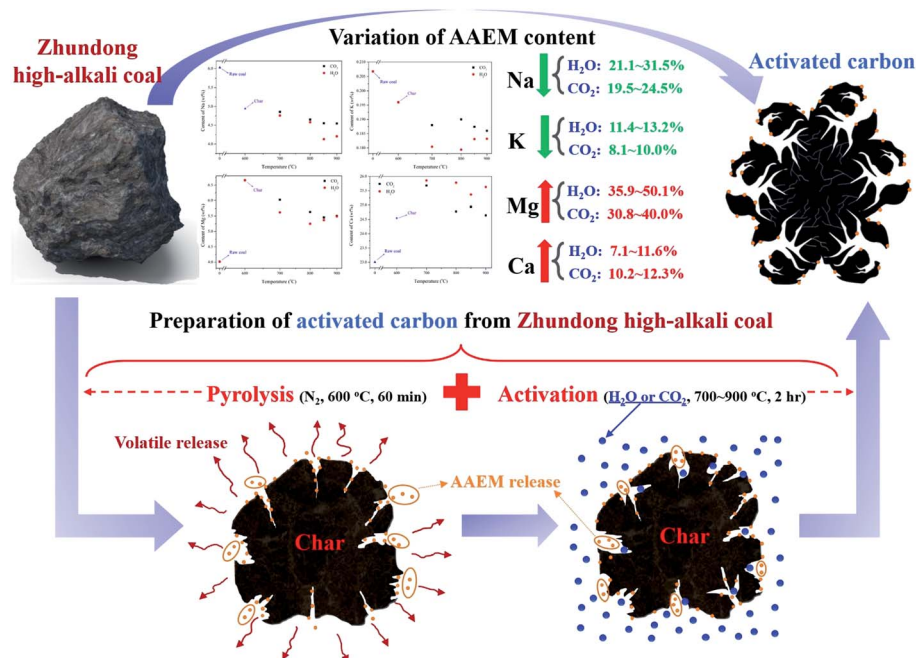 Zhundong
high-alkali coal
Variation of AAEM content
Activated carbon
Raw coal
Char
CO₂
H₂O
Temperature (°C)
Raw coal
Char
CO₂
H₂O
Temperature (°C)
Char
CO₂
H₂O
Raw coal
Temperature (°C)
CO₂
H₂O
Char
Raw coal
Temperature (°C)
Na
H₂O: 21.1~31.5%
CO₂: 19.5~24.5%
K
H₂O: 11.4~13.2%
CO₂: 8.1~10.0%
Mg
H₂O: 35.9~50.1%
CO₂: 30.8~40.0%
Ca
H₂O: 7.1~11.6%
CO₂: 10.2~12.3%
Preparation of activated carbon from Zhundong high-alkali coal
Pyrolysis (N₂, 600 °C, 60 min)
Activation (H₂O or CO₂, 700~900 °C, 2 hr)
Volatile release
AAEM release
Char
Char